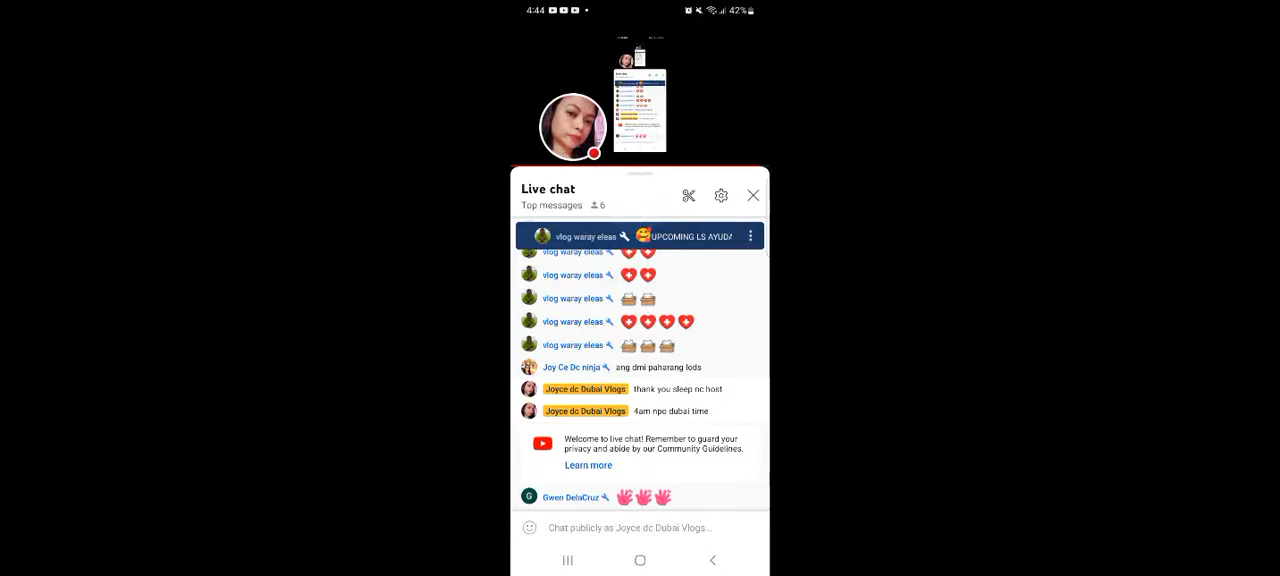 4:44
42%
Live chat
Top messages 6
vlog waray eleas UPCOMING LS AYUDA
vlog waray eleas
vlog waray eleas
vlog waray eleas
vlog waray eleas
vlog waray eleas
Joy Ce Dc ninja ang dmi paharang lods
Joyce dc Dubai Vlogs thank you sleep nc host
Joyce dc Dubai Vlogs 4am npo dubai time
Welcome to live chat! Remember to guard your
privacy and abide by our Community Guidelines.
Learn more
G Gwen DelaCruz
Chat publicly as Joyce dc Dubai Vlogs...